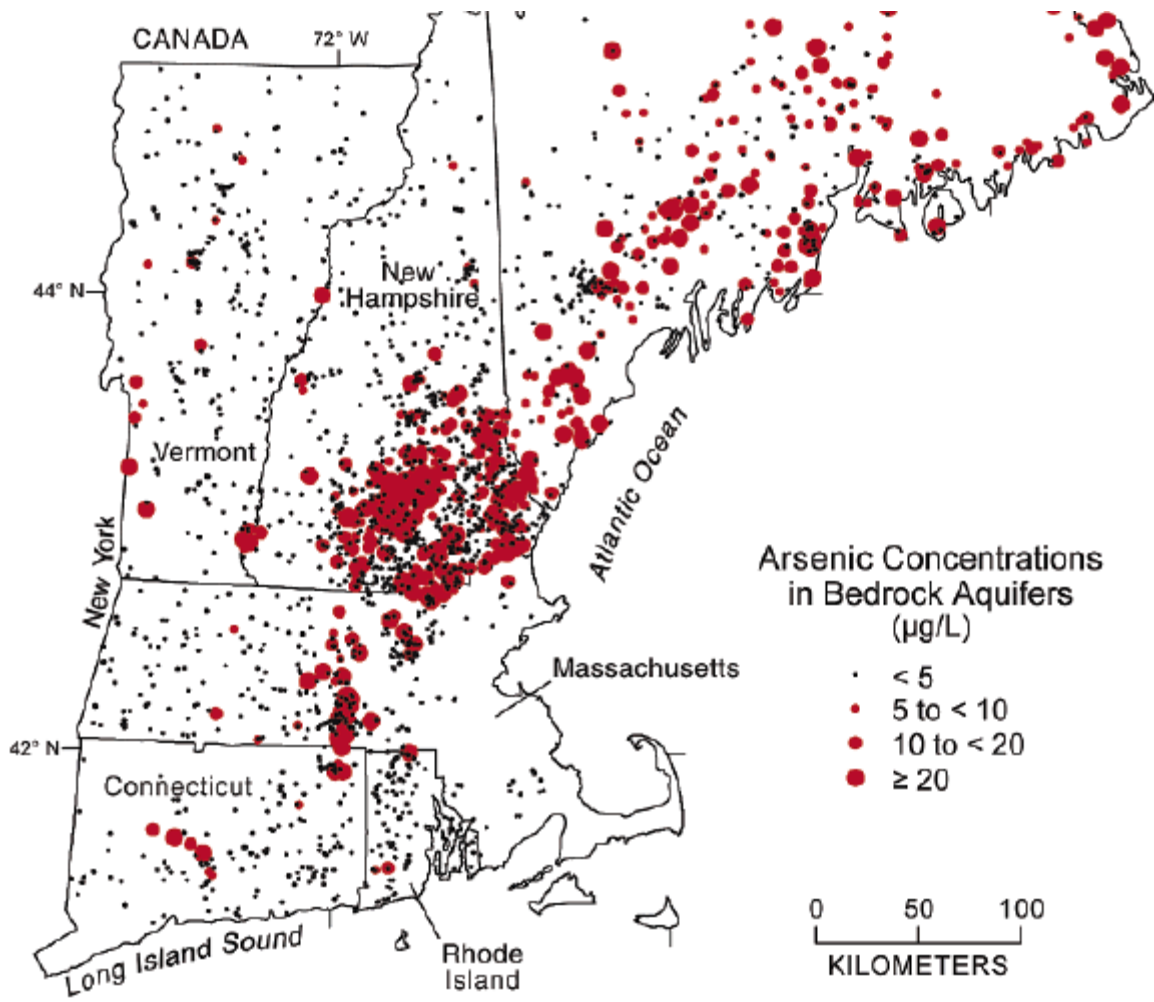 CANADA
72° W
New
Hampshire
44° N
Vermont
New York
Atlantic Ocean
Arsenic Concentrations
in Bedrock Aquifers
(µg/L)
< 5
5 to < 10
10 to < 20
≥ 20
Massachusetts
42° N
Connecticut
Long Island Sound
Rhode
Island
0 50 100
KILOMETERS